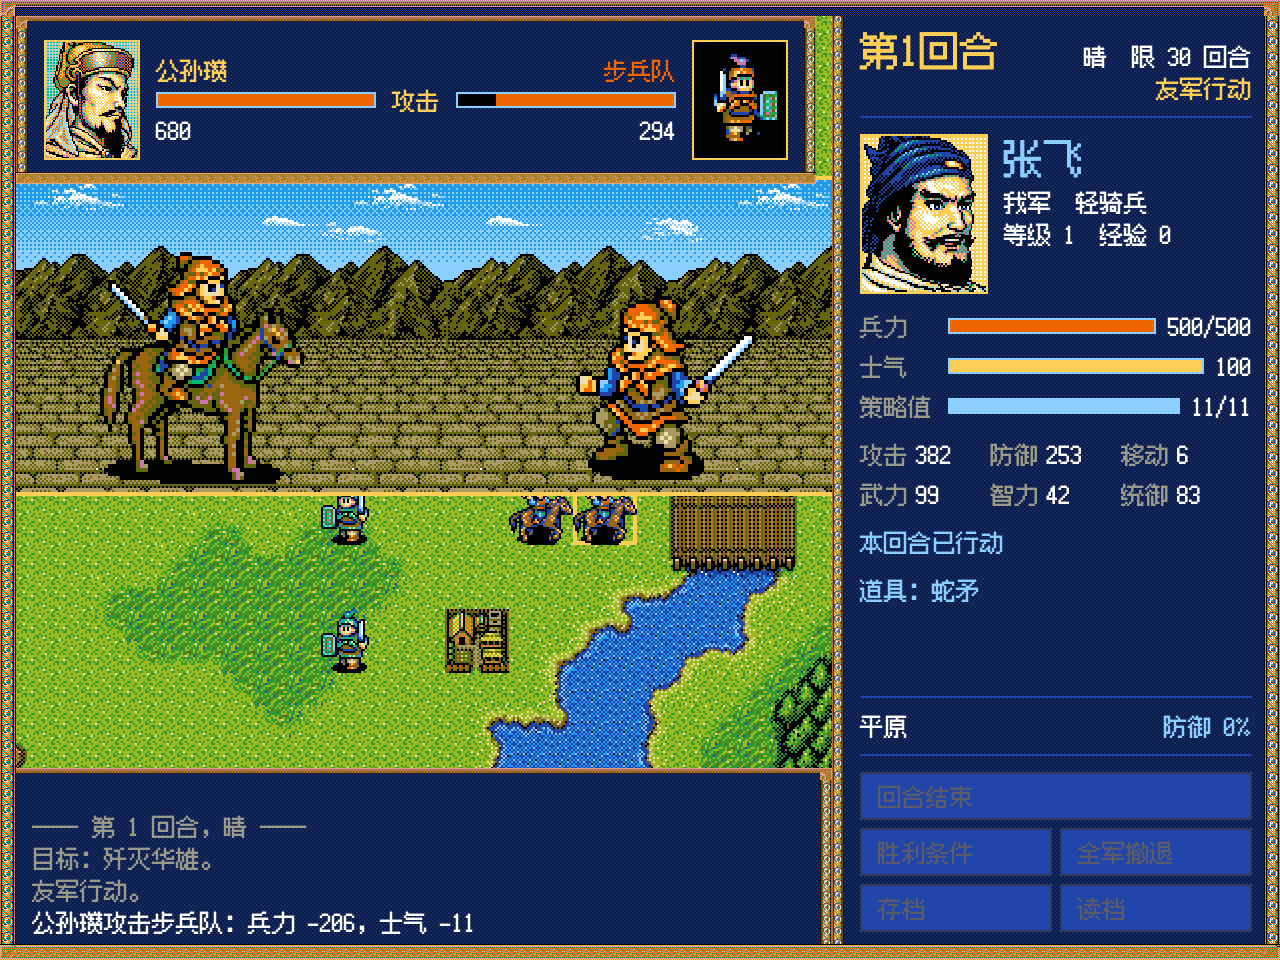 公孙瓒
步兵队
攻击
680
294
第1回合
晴 限 30 回合
友军行动
张飞
我军 轻骑兵
等级 1 经验 0
兵力 500/500
士气 100
策略值 11/11
攻击 382 防御 253 移动 6
武力 99 智力 42 统御 83
本回合已行动
道具：蛇矛
平原 防御 0%
回合结束
胜利条件 全军撤退
存档 读档
—— 第 1 回合，晴 ——
目标：歼灭华雄。
友军行动。
公孙瓒攻击步兵队：兵力 -206，士气 -11